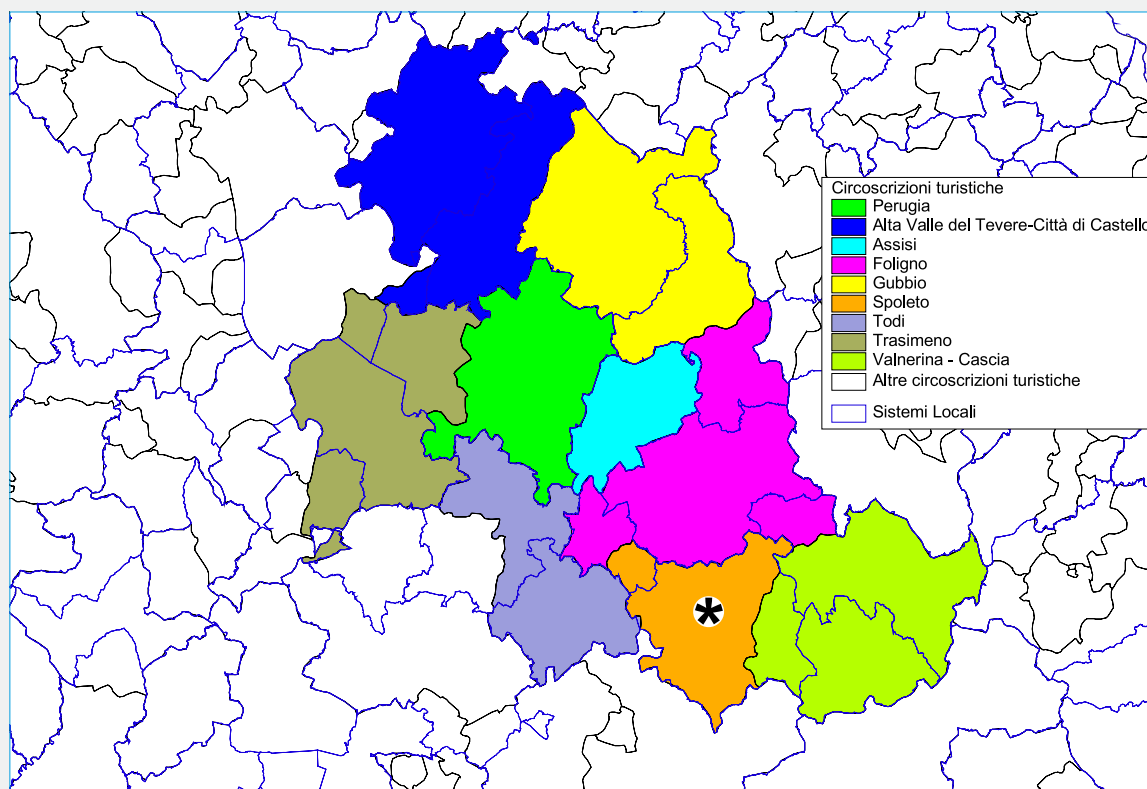 Circoscrizioni turistiche
Perugia
Alta Valle del Tevere-Città di Castello
Assisi
Foligno
Gubbio
Spoleto
Todi
Trasimeno
Valnerina - Cascia
Altre circoscrizioni turistiche
Sistemi Locali
*